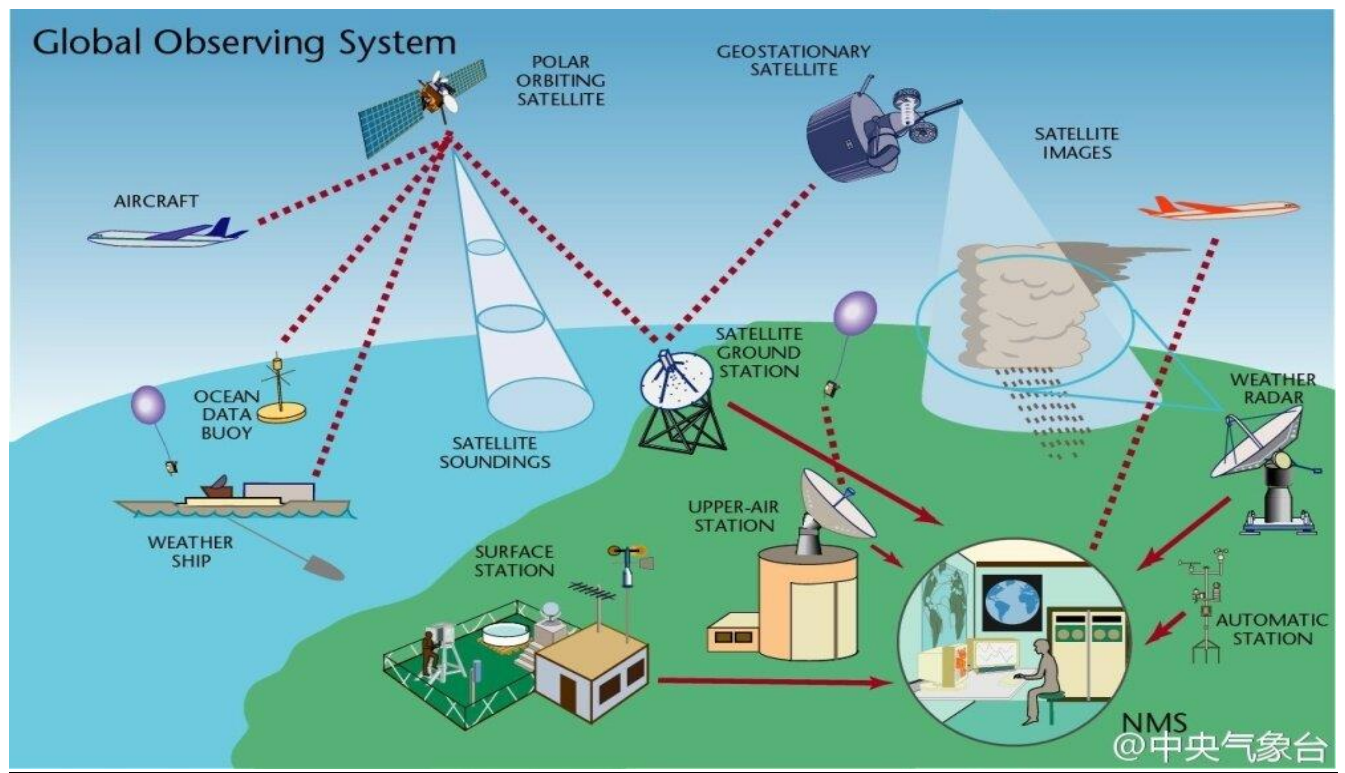 Global Observing System
POLAR
ORBITING
SATELLITE
GEOSTATIONARY
SATELLITE
SATELLITE
IMAGES
AIRCRAFT
OCEAN
DATA
BUOY
SATELLITE
SOUNDINGS
SATELLITE
GROUND
STATION
WEATHER
RADAR
WEATHER
SHIP
UPPER-AIR
STATION
SURFACE
STATION
AUTOMATIC
STATION
NMS
@中央气象台